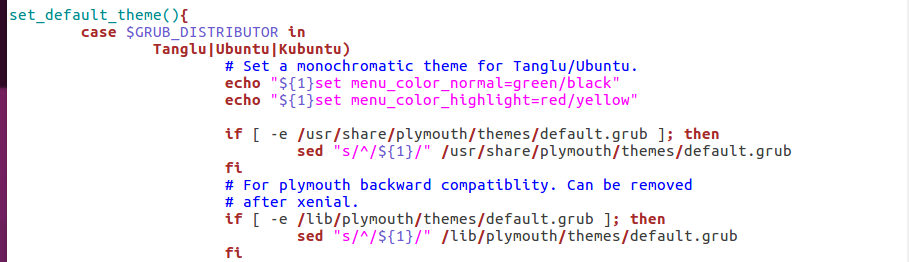 set_default_theme(){
case $GRUB_DISTRIBUTOR in
Tanglu|Ubuntu|Kubuntu)
# Set a monochromatic theme for Tanglu/Ubuntu.
echo "${1}set menu_color_normal=green/black"
echo "${1}set menu_color_highlight=red/yellow"
if [ -e /usr/share/plymouth/themes/default.grub ]; then
sed "s/^/${1}/" /usr/share/plymouth/themes/default.grub
fi
# For plymouth backward compatiblity. Can be removed
# after xenial.
if [ -e /lib/plymouth/themes/default.grub ]; then
sed "s/^/${1}/" /lib/plymouth/themes/default.grub
fi